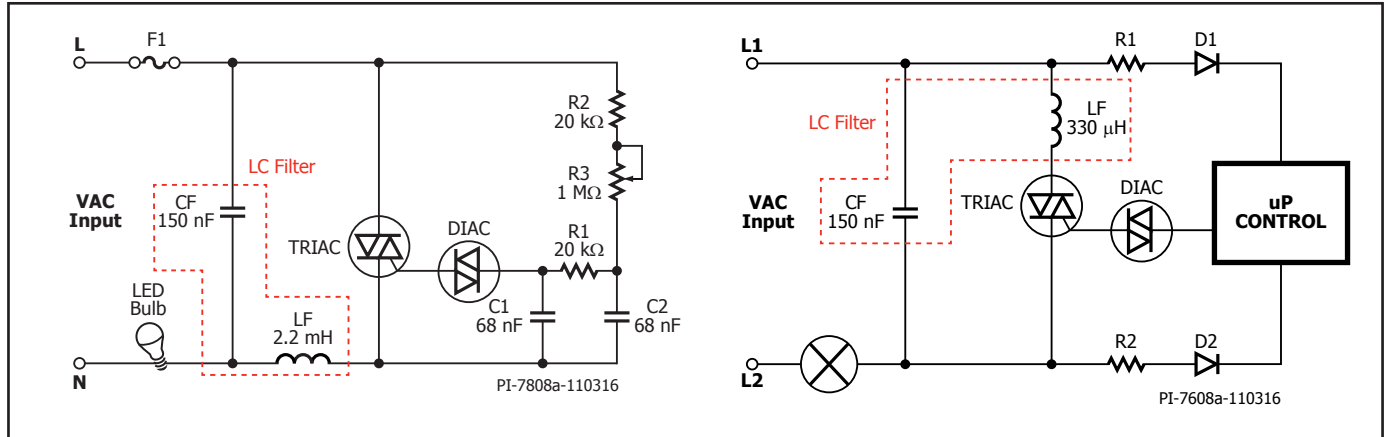 L
F1
R2
20 kΩ
LC Filter
R3
1 MΩ
VAC
Input
CF
150 nF
TRIAC
DIAC
R1
20 kΩ
LED
Bulb
LF
2.2 mH
C1
68 nF
C2
68 nF
N
PI-7808a-110316
L1
R1
D1
LC Filter
LF
330 μH
VAC
Input
CF
150 nF
TRIAC
DIAC
uP
CONTROL
L2
R2
D2
PI-7608a-110316